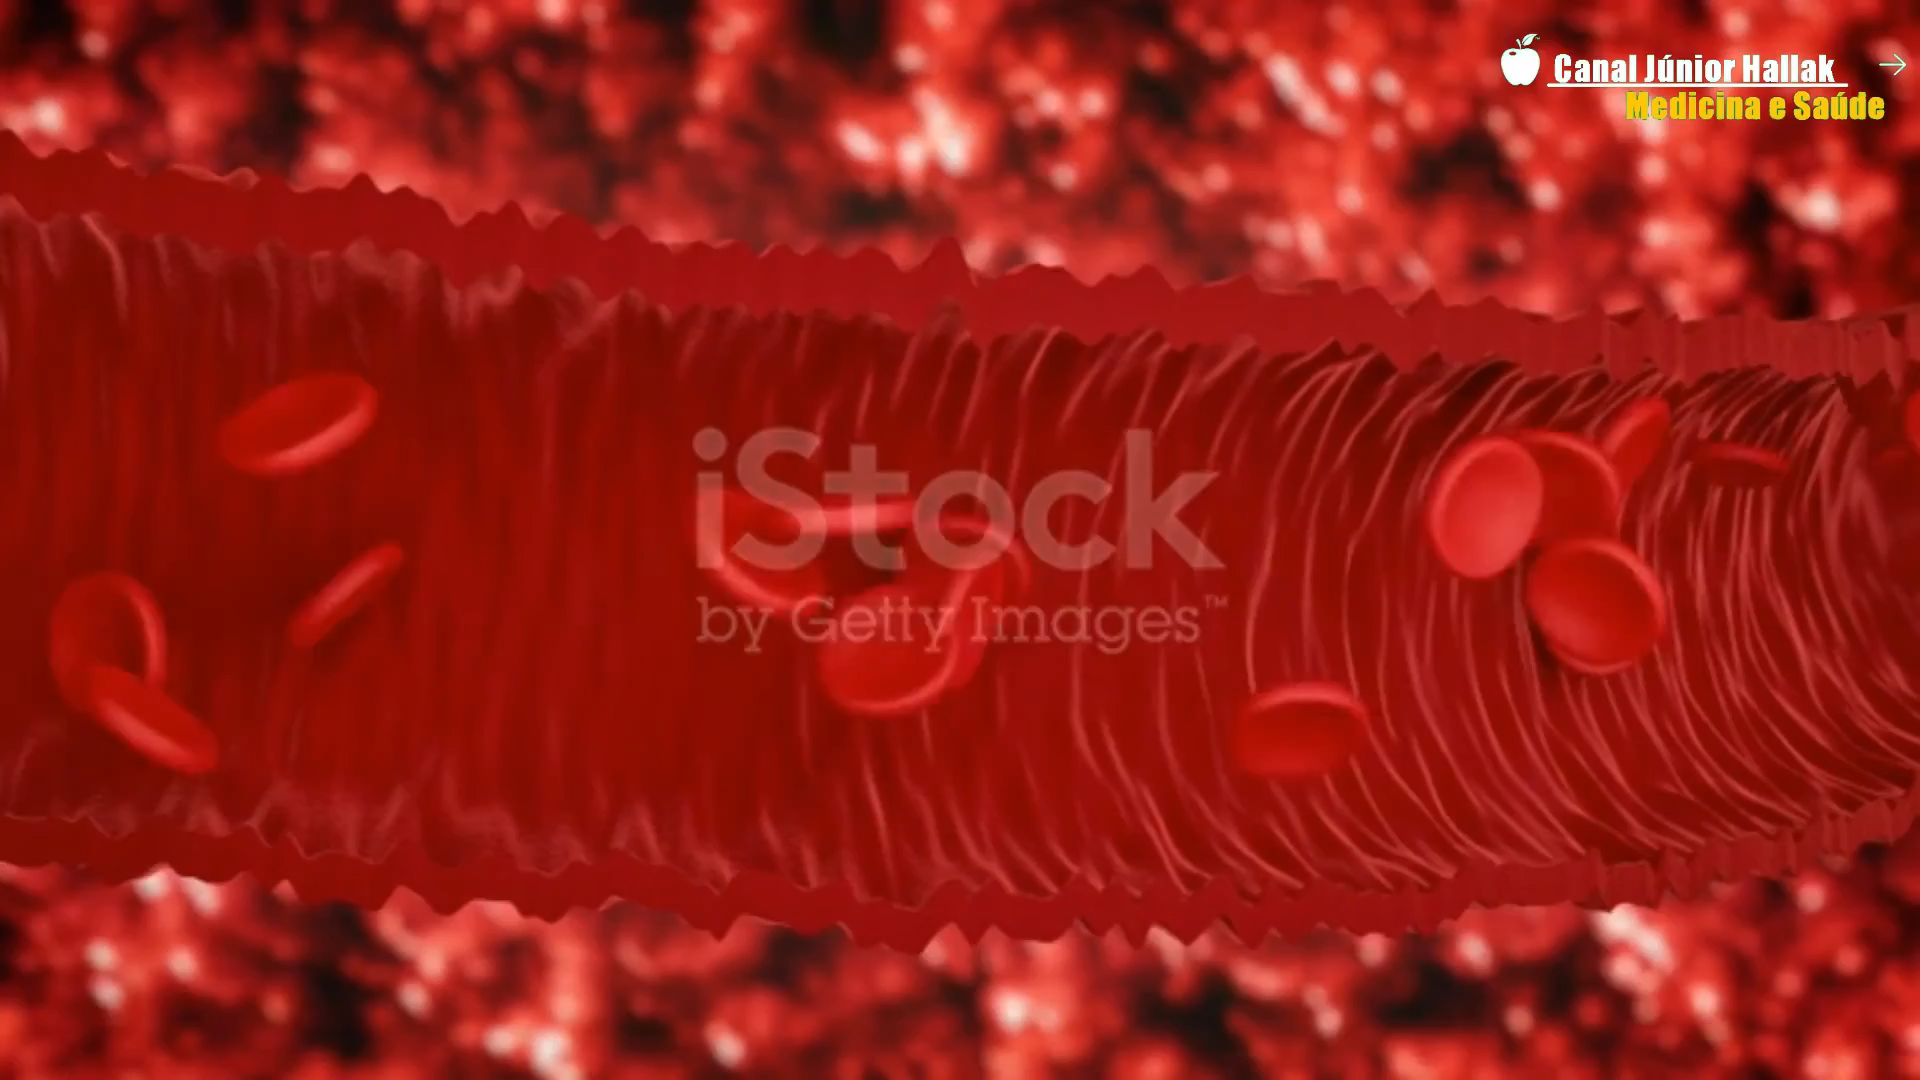 Canal Júnior Hallak
Medicina e Saúde
iStock
by Getty Images™